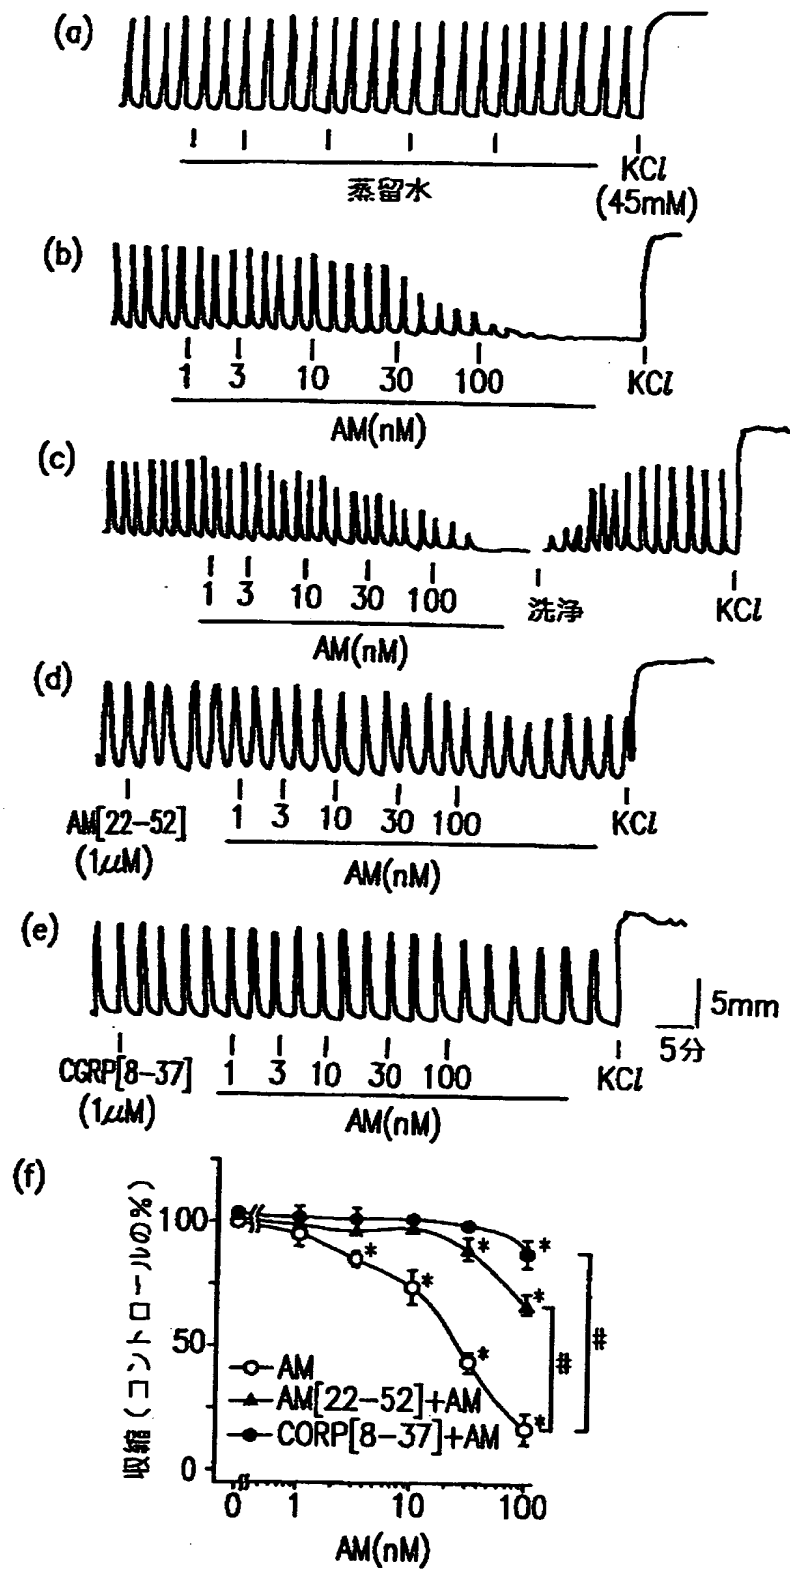 (a)
KCl
蒸留水
(45mM)
(b)
1 3 10 30 100 KCl
AM(nM)
(c)
1 3 10 30 100 洗浄 KCl
AM(nM)
(d)
1 3 10 30 100 KCl
AM[22-52]
(1μM)
AM(nM)
(e)
5mm
5分
CGRP[8-37] 1 3 10 30 100 KCl
(1μM)
AM(nM)
(f)
収縮(コントロールの%)
100
50
0
* * * * * * *
# #
AM
AM[22-52]+AM
CORP[8-37]+AM
0 1 10 100
AM(nM)